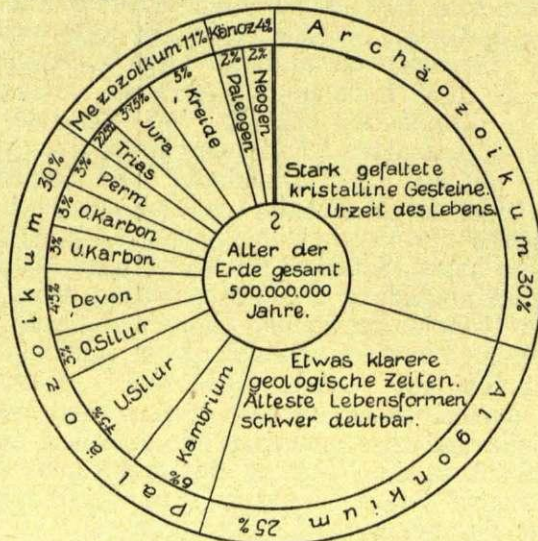 Archäozoikum 30%
Algonkium 25%
Paläozoikum 30%
Mezozoikum 11%
Känoz 4%
Stark gefaltete
kristalline Gesteine.
Urzeit des Lebens.
Etwas klarere
geologische Zeiten.
Älteste Lebensformen
schwer deutbar.
Kambrium 6%
U.Silur 7·5%
O.Silur
Devon 4·5%
U.Karbon 3%
O.Karbon 3%
Perm 3%
Trias
Jura
Kreide 5%
Paleogen 2%
Neogen 2%
Alter der
Erde gesamt
500.000.000
Jahre.